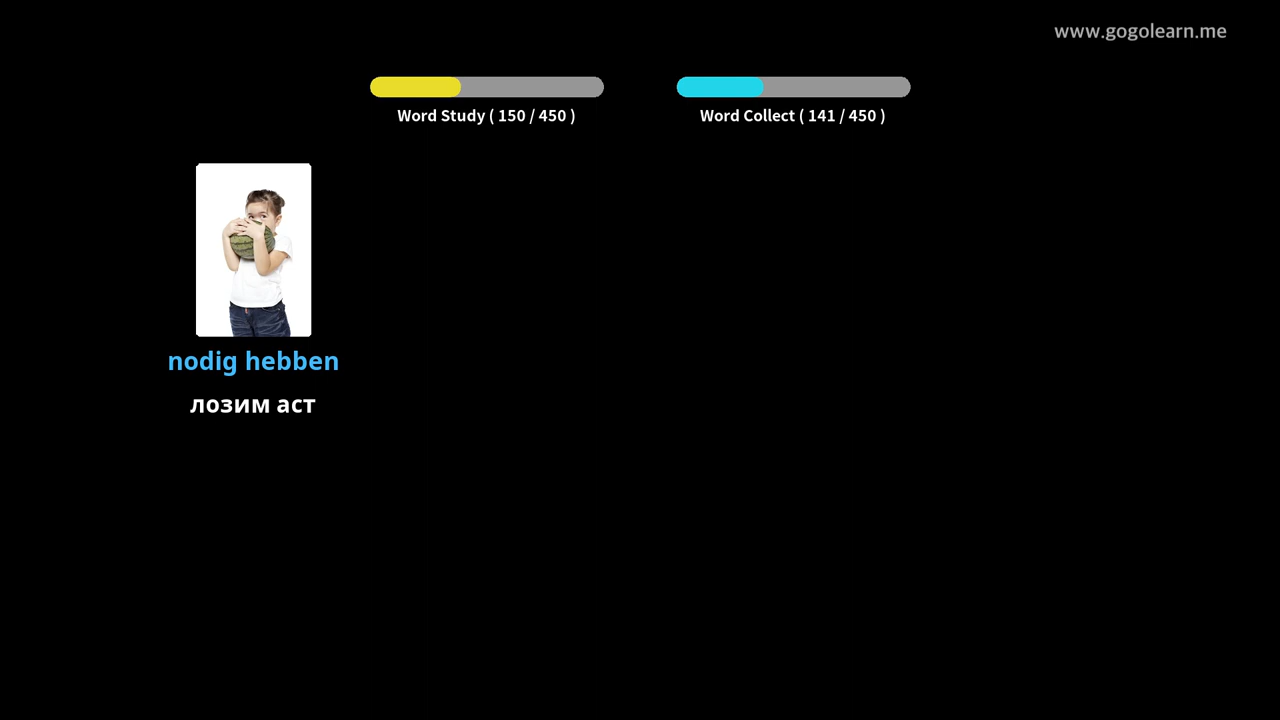 www.gogolearn.me
Word Study ( 150 / 450 )
Word Collect ( 141 / 450 )
nodig hebben
лозим аст